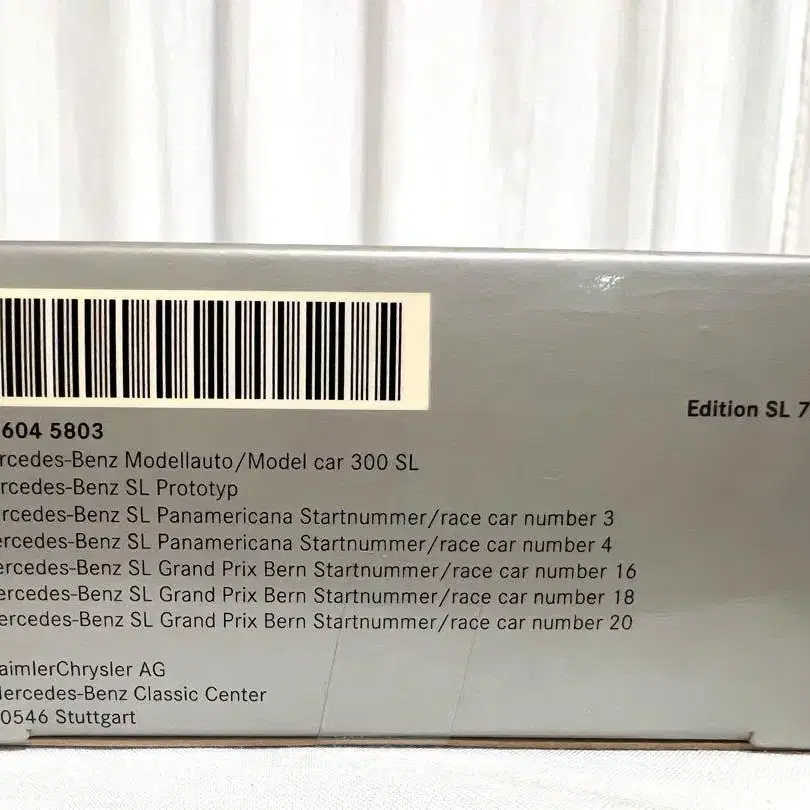 Edition SL 7
604 5803
rcedes-Benz Modellauto/Model car 300 SL
rcedes-Benz SL Prototyp
rcedes-Benz SL Panamericana Startnummer/race car number 3
ercedes-Benz SL Panamericana Startnummer/race car number 4
ercedes-Benz SL Grand Prix Bern Startnummer/race car number 16
ercedes-Benz SL Grand Prix Bern Startnummer/race car number 18
ercedes-Benz SL Grand Prix Bern Startnummer/race car number 20
aimlerChrysler AG
Mercedes-Benz Classic Center
0546 Stuttgart